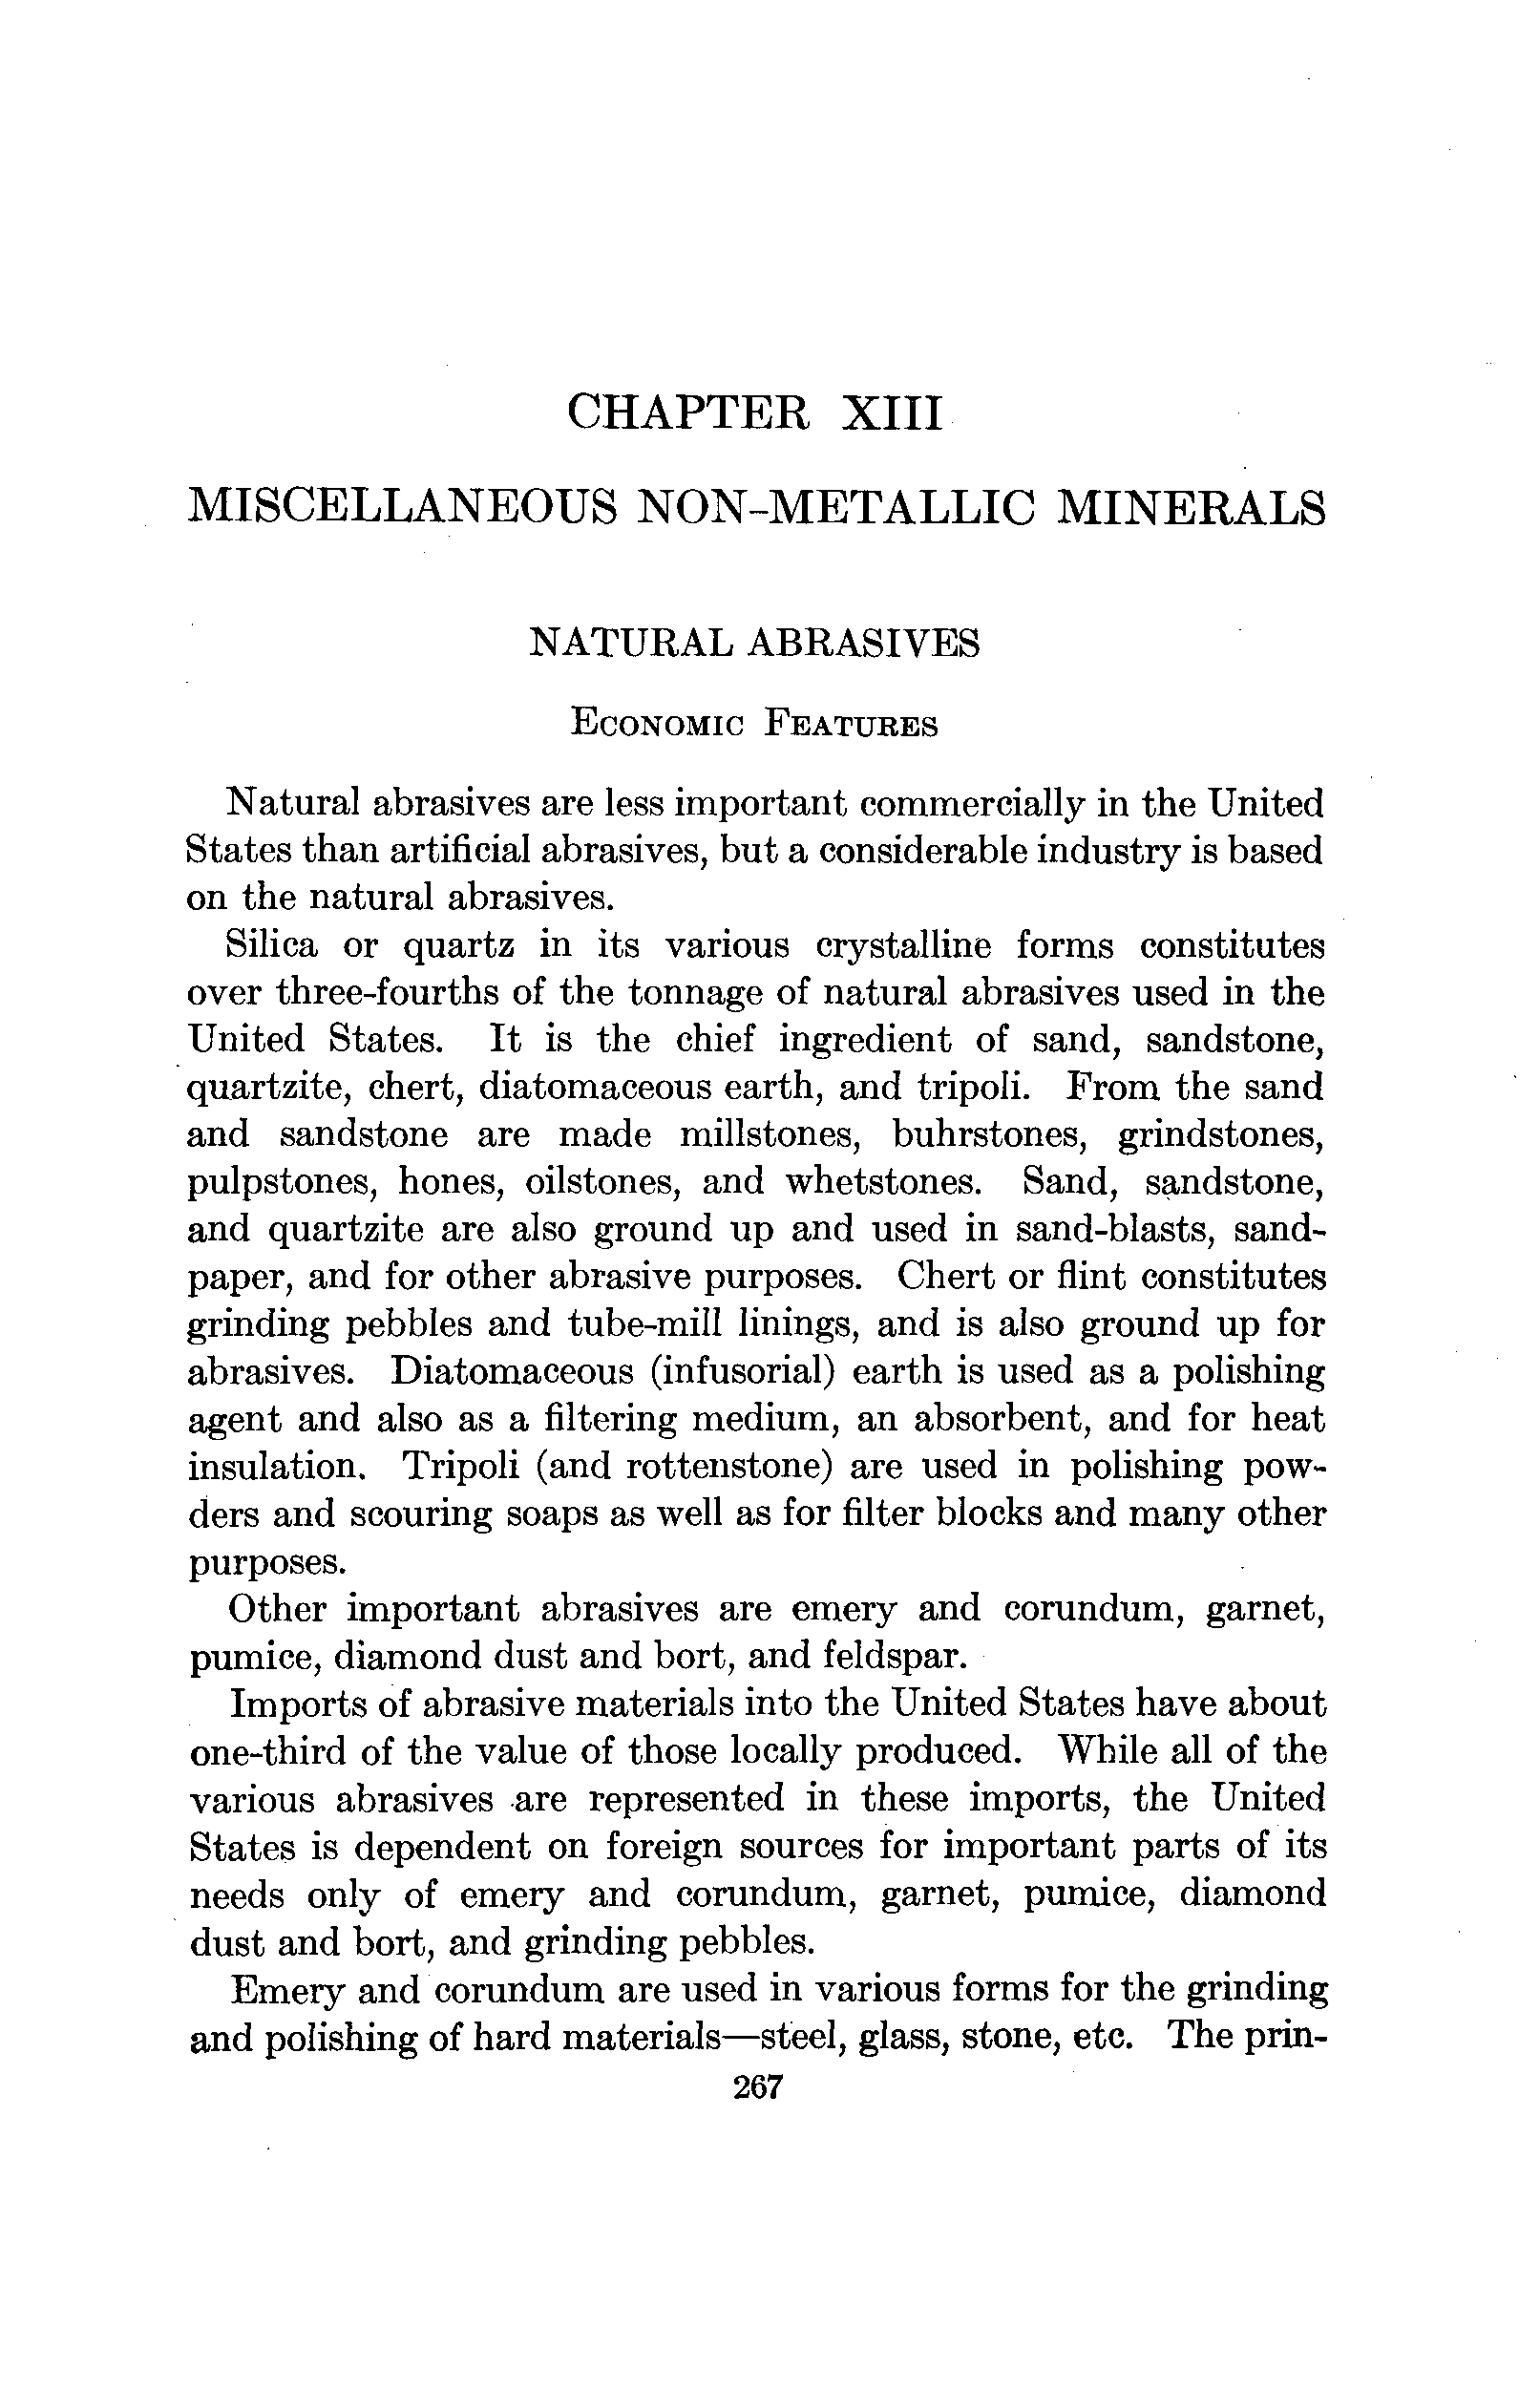 CHAPTER XIII
MISCELLANEOUS NON-METALLIC MINERALS
NATURAL ABRASIVES
ECONOMIC FEATURES
Natural abrasives are less important commercially in the United
States than artificial abrasives, but a considerable industry is based
on the natural abrasives.
Silica or quartz in its various crystalline forms constitutes
over three-fourths of the tonnage of natural abrasives used in the
United States. It is the chief ingredient of sand, sandstone,
quartzite, chert, diatomaceous earth, and tripoli. From the sand
and sandstone are made millstones, buhrstones, grindstones,
pulpstones, hones, oilstones, and whetstones. Sand, sandstone,
and quartzite are also ground up and used in sand-blasts, sand-
paper, and for other abrasive purposes. Chert or flint constitutes
grinding pebbles and tube-mill linings, and is also ground up for
abrasives. Diatomaceous (infusorial) earth is used as a polishing
agent and also as a filtering medium, an absorbent, and for heat
insulation. Tripoli (and rottenstone) are used in polishing pow-
ders and scouring soaps as well as for filter blocks and many other
purposes.
Other important abrasives are emery and corundum, garnet,
pumice, diamond dust and bort, and feldspar.
Imports of abrasive materials into the United States have about
one-third of the value of those locally produced. While all of the
various abrasives are represented in these imports, the United
States is dependent on foreign sources for important parts of its
needs only of emery and corundum, garnet, pumice, diamond
dust and bort, and grinding pebbles.
Emery and corundum are used in various forms for the grinding
and polishing of hard materials—steel, glass, stone, etc. The prin-
267